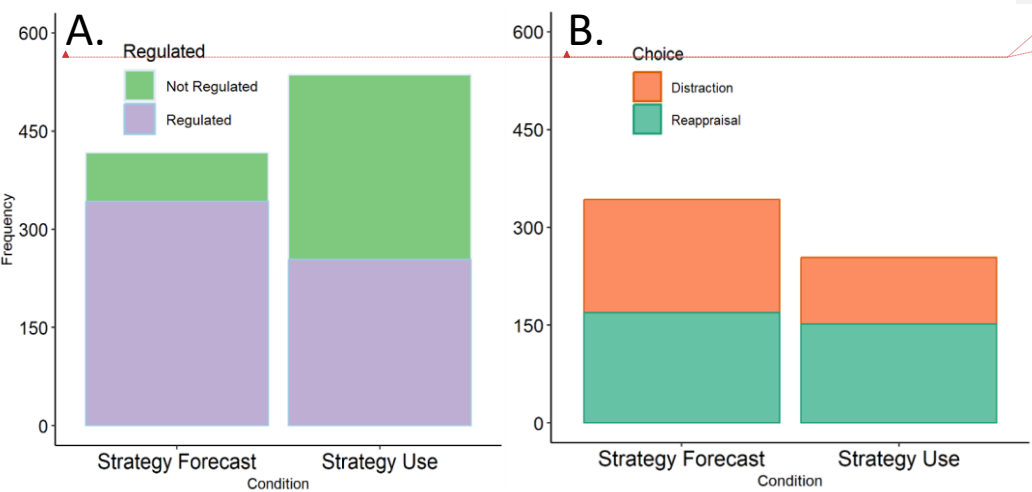 A.
Regulated
Not Regulated
Regulated
600
450
300
150
0
Frequency
Strategy Forecast
Strategy Use
Condition
B.
Choice
Distraction
Reappraisal
600
450
300
150
0
Strategy Forecast
Strategy Use
Condition